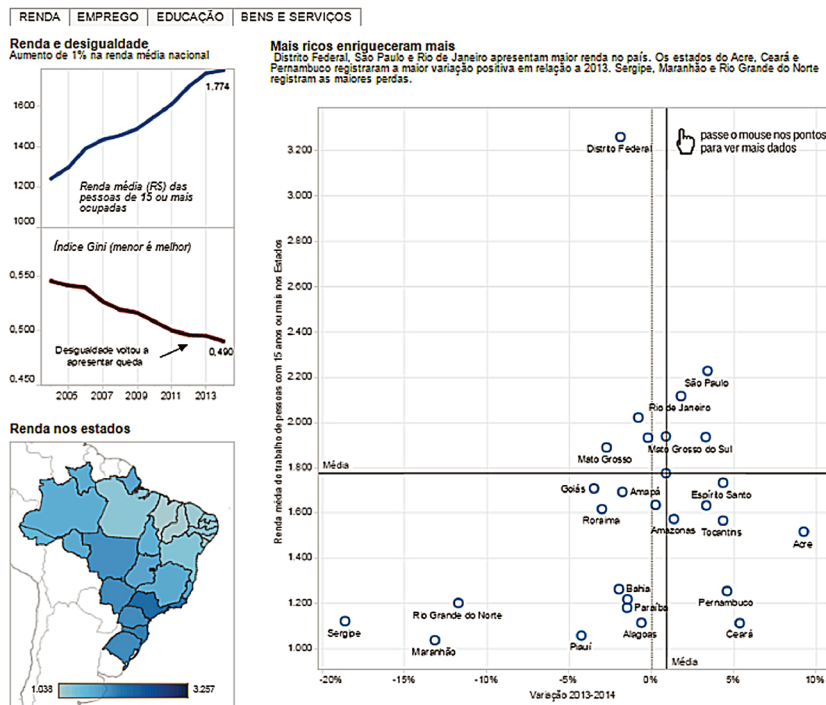 RENDA EMPREGO EDUCAÇÃO BENS E SERVIÇOS
Renda e desigualdade
Aumento de 1% na renda média nacional
1600
1400
1200
1000
1.774
Renda média (RS) das
pessoas de 15 ou mais
ocupadas
Índice Gini (menor é melhor)
0,550
0,500
0,450
Desigualdade voltou a
apresentar queda
0,490
2005 2007 2009 2011 2013
Renda nos estados
1.038 3.257
Mais ricos enriqueceram mais
Distrito Federal, São Paulo e Rio de Janeiro apresentam maior renda no país. Os estados do Acre, Ceará e
Pernambuco registraram a maior variação positiva em relação a 2013. Sergipe, Maranhão e Rio Grande do Norte
registram as maiores perdas.
Renda média do trabalho de pessoas com 15 anos ou mais nos Estados
3.200
3.000
2.800
2.600
2.400
2.200
2.000
1.800
1.600
1.400
1.200
1.000
passe o mouse nos pontos
para ver mais dados
Distrito Federal
São Paulo
Rio de Janeiro
Mato Grosso do Sul
Mato Grosso
Média
Goiás
Amapá
Espírito Santo
Roraima
Amazonas
Tocantins
Acre
Bahia
Pernambuco
Paraíba
Rio Grande do Norte
Sergipe
Alagoas
Ceará
Piauí
Maranhão
Média
-20% -15% -10% -5% 0% 5% 10%
Variação 2013-2014